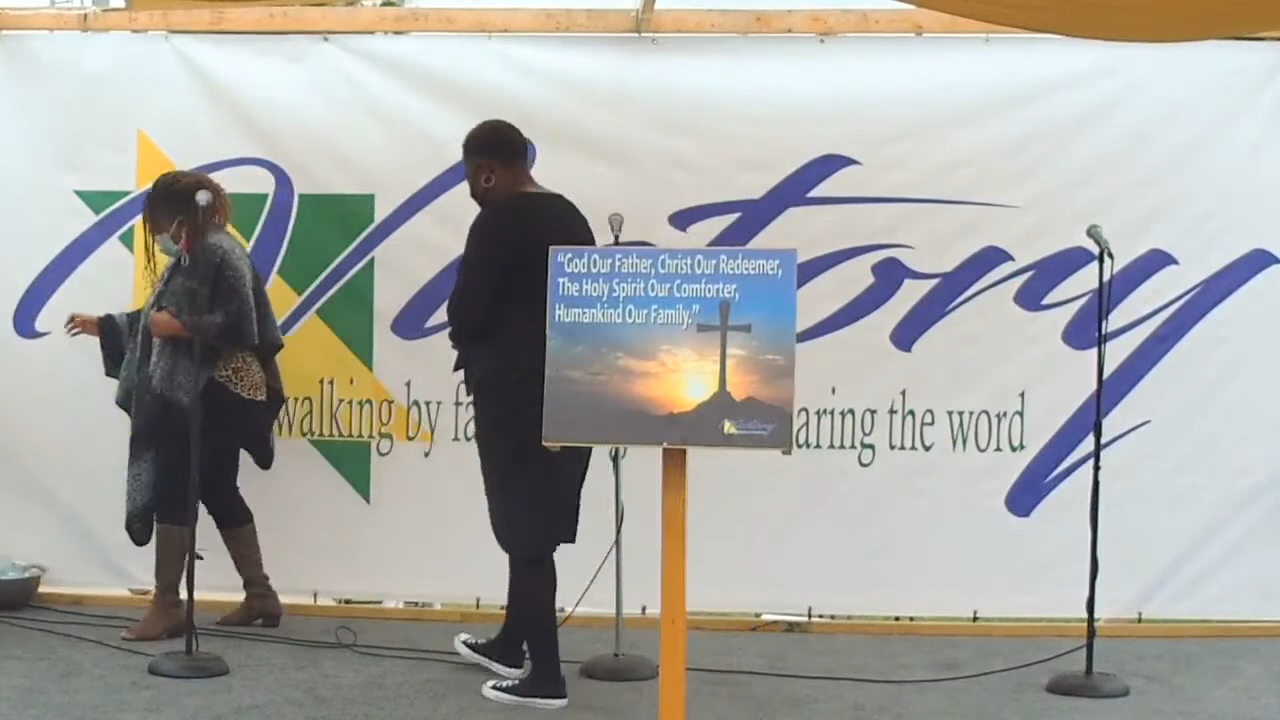 Victory
walking by fa aring the word
“God Our Father, Christ Our Redeemer,
The Holy Spirit Our Comforter,
Humankind Our Family.”